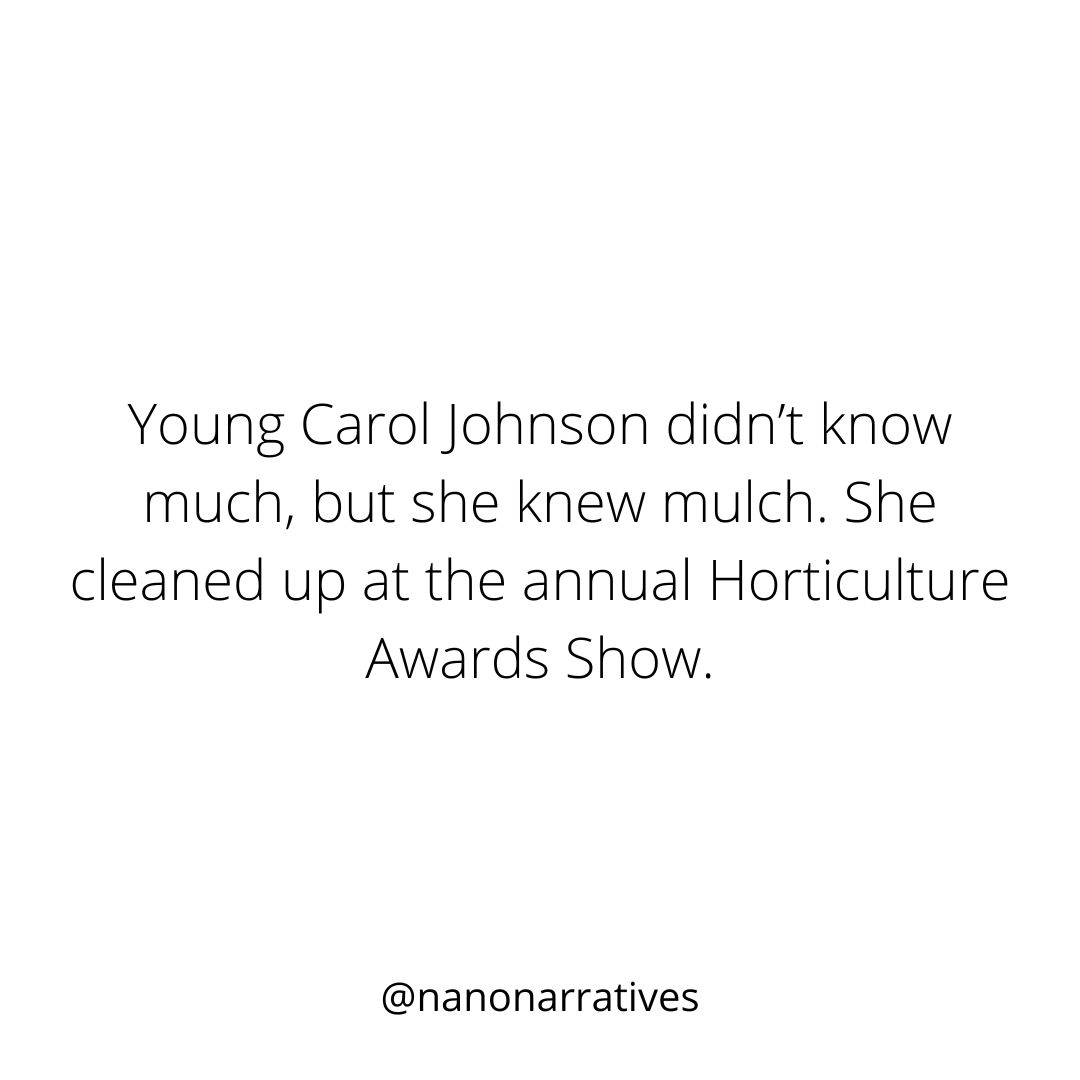 Young Carol Johnson didn’t know
much, but she knew mulch. She
cleaned up at the annual Horticulture
Awards Show.
@nanonarratives